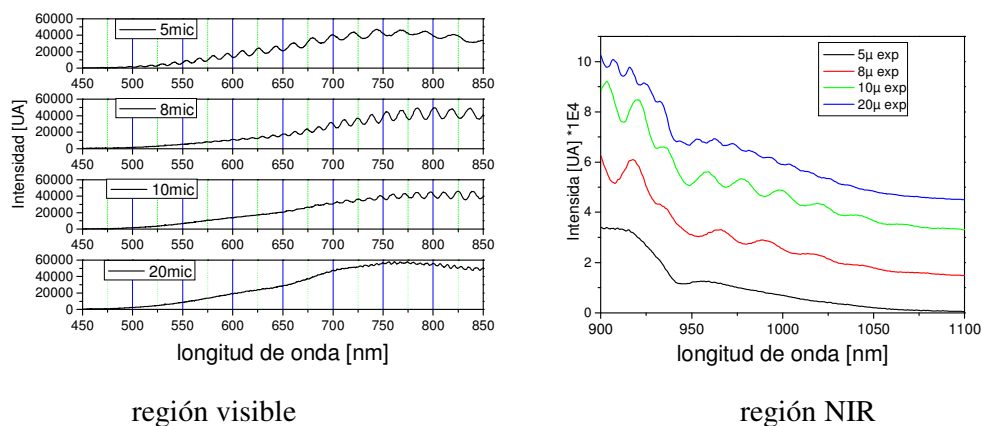 60000
40000
20000
0
5mic
450 500 550 600 650 700 750 800 850
60000
40000
20000
0
8mic
450 500 550 600 650 700 750 800 850
60000
40000
20000
0
10mic
450 500 550 600 650 700 750 800 850
60000
40000
20000
0
20mic
450 500 550 600 650 700 750 800 850
Intensidad [UA]
longitud de onda [nm]
región visible
10
8
6
4
2
0
Intensida [UA] *1E4
5μ exp
8μ exp
10μ exp
20μ exp
900 950 1000 1050 1100
longitud de onda [nm]
región NIR